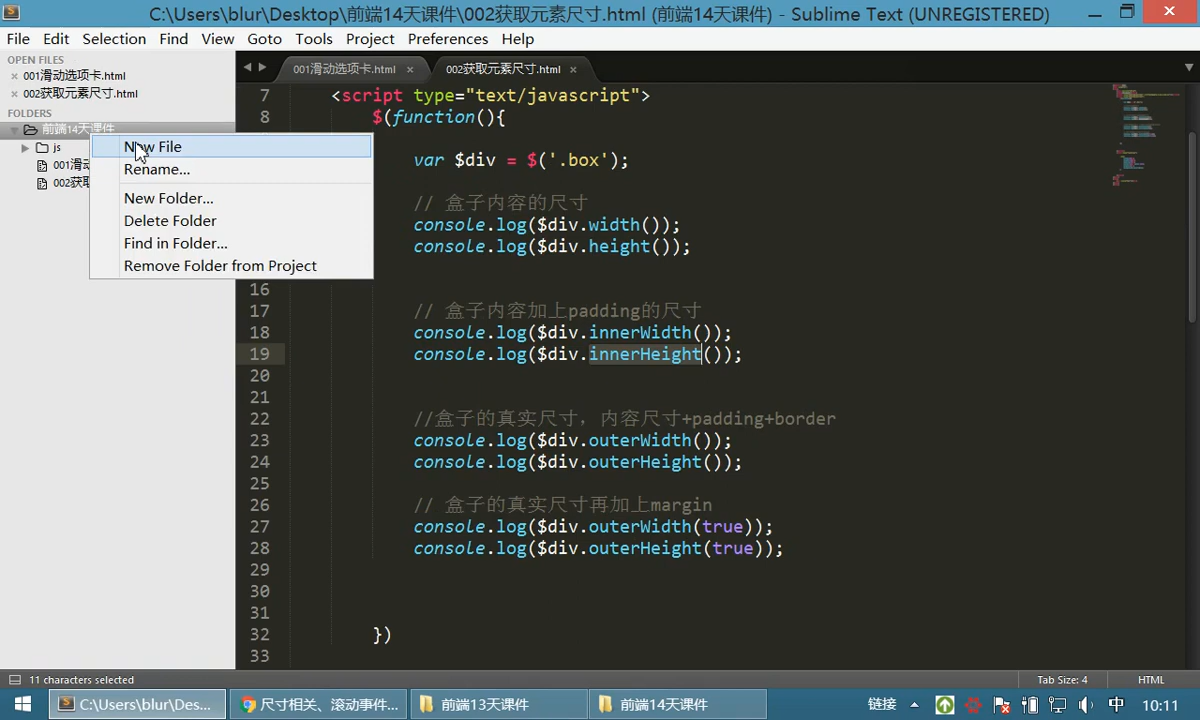 C:\Users\blur\Desktop\前端14天课件\002获取元素尺寸.html (前端14天课件) - Sublime Text (UNREGISTERED)
File Edit Selection Find View Goto Tools Project Preferences Help
OPEN FILES
001滑动选项卡.html
002获取元素尺寸.html
FOLDERS
前端14天课件
js
001滑动
002获取
New File
Rename...
New Folder...
Delete Folder
Find in Folder...
Remove Folder from Project
001滑动选项卡.html 002获取元素尺寸.html
7 <script type="text/javascript">
8 $(function(){
var $div = $('.box');
// 盒子内容的尺寸
console.log($div.width());
console.log($div.height());
16
17 // 盒子内容加上padding的尺寸
18 console.log($div.innerWidth());
19 console.log($div.innerHeight());
20
21
22 //盒子的真实尺寸，内容尺寸+padding+border
23 console.log($div.outerWidth());
24 console.log($div.outerHeight());
25
26 // 盒子的真实尺寸再加上margin
27 console.log($div.outerWidth(true));
28 console.log($div.outerHeight(true));
29
30
31
32 })
33
11 characters selected Tab Size: 4 HTML
C:\Users\blur\Des... 尺寸相关、滚动事件... 前端13天课件 前端14天课件 链接 中 10:11